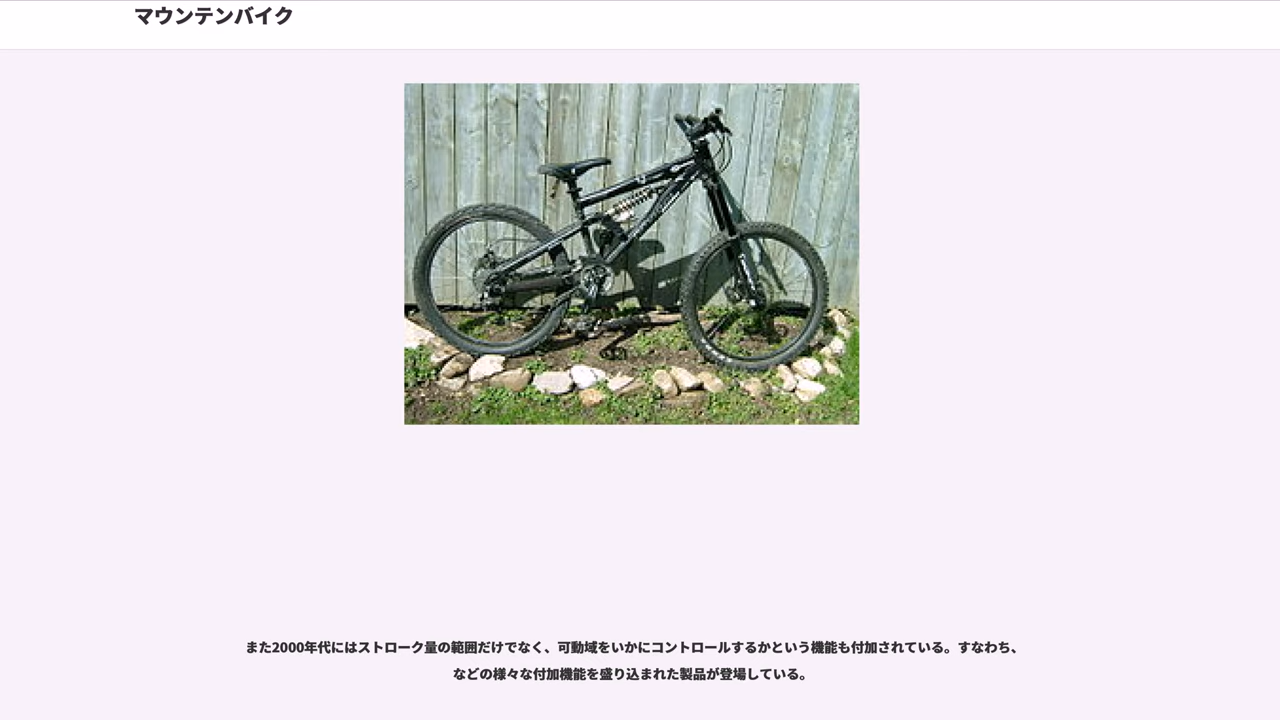 マウンテンバイク
また2000年代にはストローク量の範囲だけでなく、可動域をいかにコントロールするかという機能も付加されている。すなわち、
などの様々な付加機能を盛り込まれた製品が登場している。